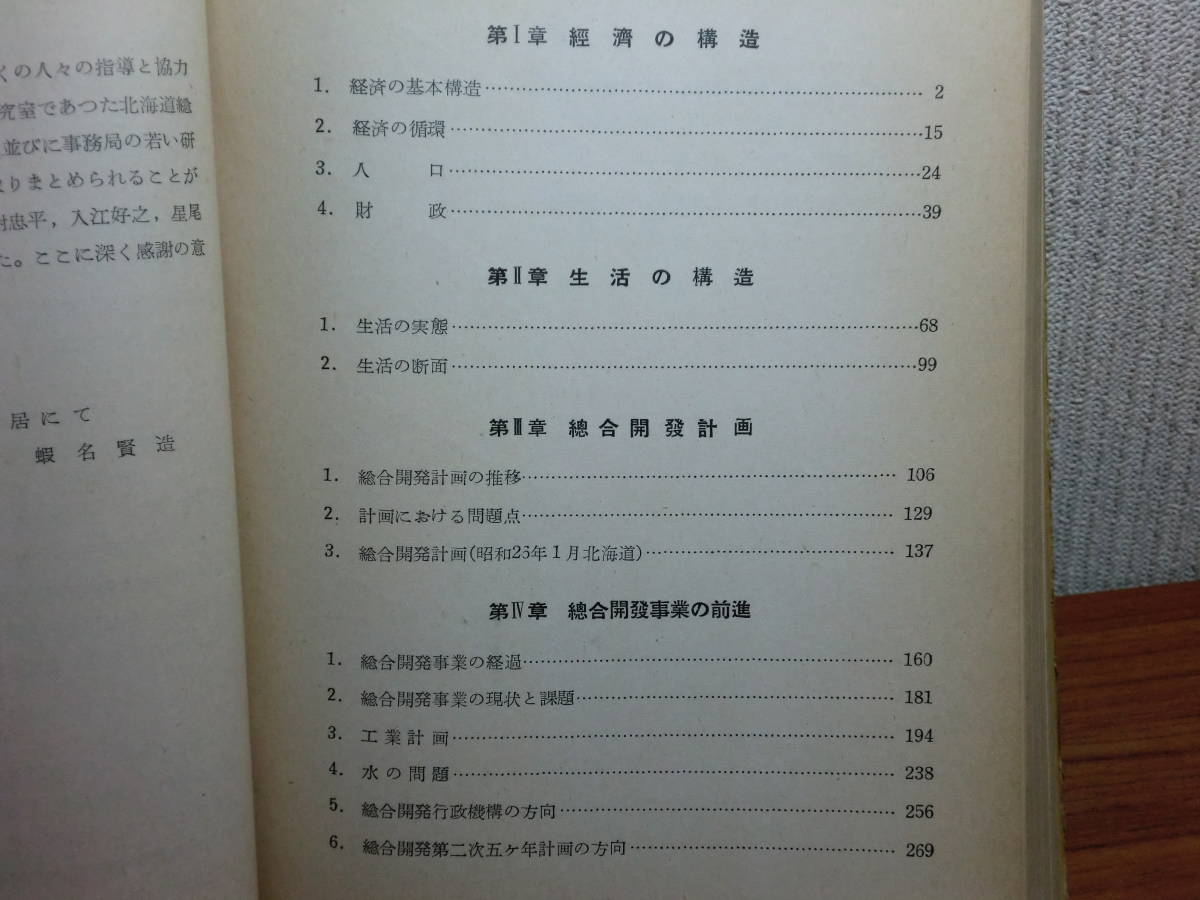 くの人々の指導と協力
究室であつた北海道総
並びに事務局の若い研
りまとめられることが
忠平，入江好之，星尾
た。ここに深く感謝の意
居にて
蝦名賢造
第Ⅰ章 經濟の構造
1. 経済の基本構造……2
2. 経済の循環……15
3. 人口……24
4. 財政……39
第Ⅱ章 生活の構造
1. 生活の実態……68
2. 生活の断面……99
第Ⅲ章 總合開發計画
1. 総合開発計画の推移……106
2. 計画における問題点……129
3. 総合開発計画(昭和26年1月北海道)……137
第Ⅳ章 總合開發事業の前進
1. 総合開発事業の経過……160
2. 総合開発事業の現状と課題……181
3. 工業計画……194
4. 水の問題……238
5. 総合開発行政機構の方向……256
6. 総合開発第二次五ヶ年計画の方向……269